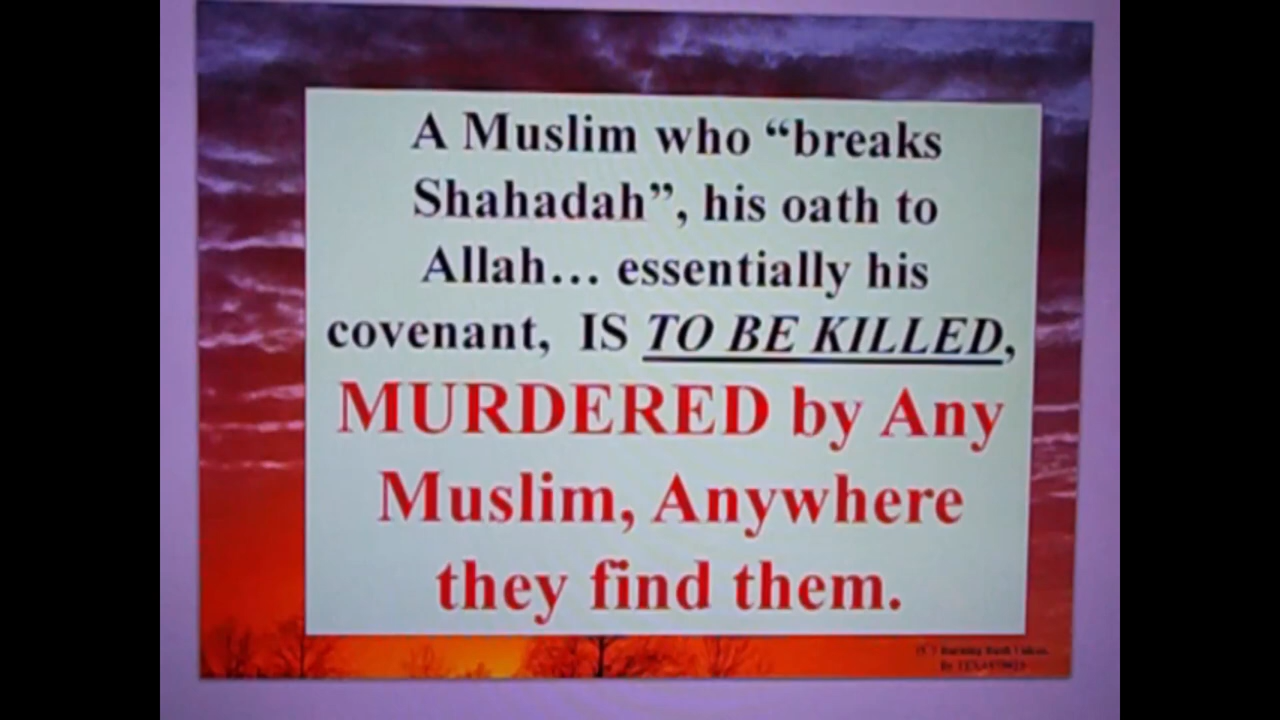 A Muslim who “breaks
Shahadah”, his oath to
Allah… essentially his
covenant,  IS TO BE KILLED,
MURDERED by Any
Muslim, Anywhere
they find them.